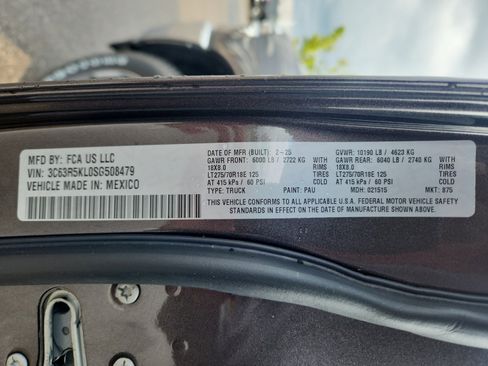 MFD BY: FCA US LLC
VIN: 3C63R5KL0SG508479
VEHICLE MADE IN: MEXICO
DATE OF MFR (BUILT): 2-25
GAWR FRONT: 6000 LB / 2722 KG
18X8.0
LT275/70R18E 125
AT 415 kPa / 60 PSI
TYPE: TRUCK
RIMS
TIRES
COLD
PAINT: PAU
GVWR: 10190 LB / 4623 KG
GAWR REAR: 6040 LB / 2740 KG
18X8.0
LT275/70R18E 125
AT 415 kPa / 60 PSI
MDH: 021515
RIMS
TIRES
COLD
MKT: 875
THIS VEHICLE CONFORMS TO ALL APPLICABLE U.S.A. FEDERAL MOTOR VEHICLE SAFETY
STANDARDS IN EFFECT ON THE DATE OF MANUFACTURE SHOWN ABOVE.